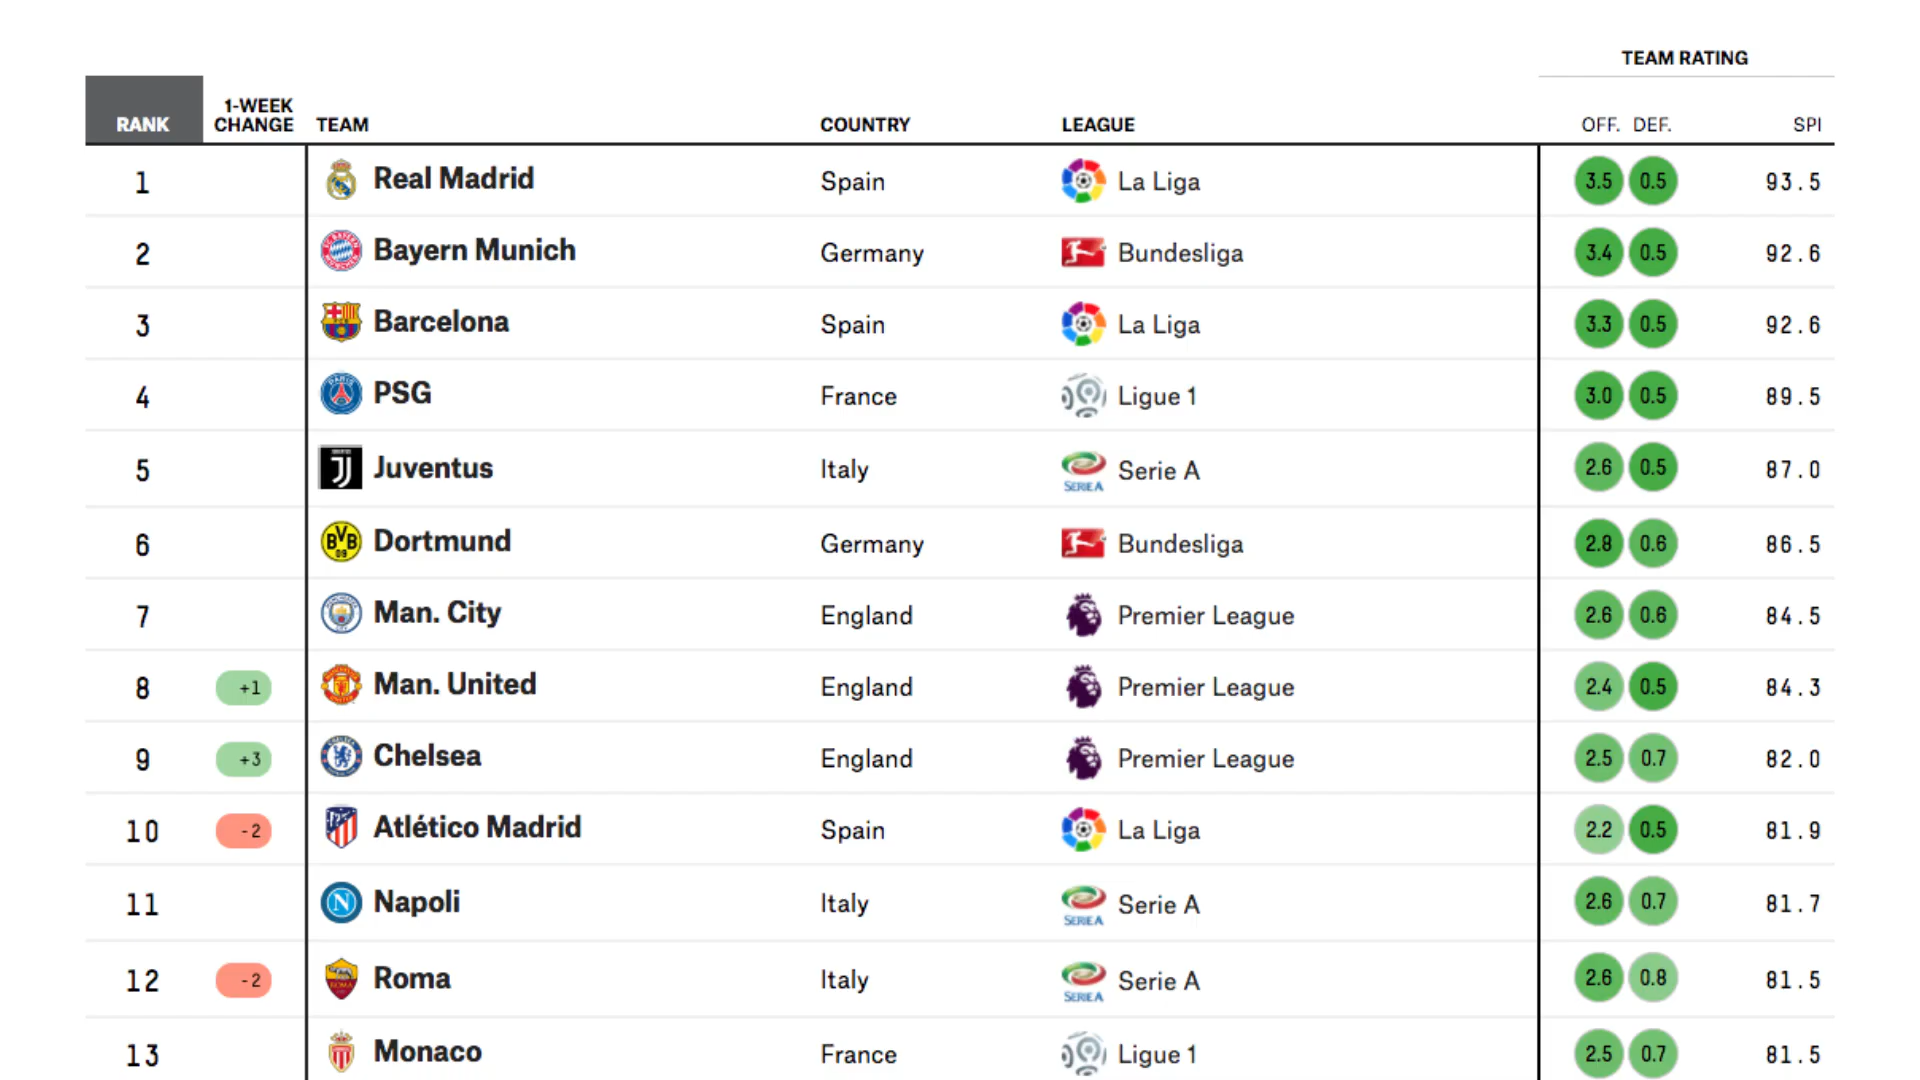 TEAM RATING
RANK 1-WEEK CHANGE TEAM COUNTRY LEAGUE OFF. DEF. SPI
1 Real Madrid Spain La Liga 3.5 0.5 93.5
2 Bayern Munich Germany Bundesliga 3.4 0.5 92.6
3 Barcelona Spain La Liga 3.3 0.5 92.6
4 PSG France Ligue 1 3.0 0.5 89.5
5 Juventus Italy SERIE A Serie A 2.6 0.5 87.0
6 BVB 09 Dortmund Germany Bundesliga 2.8 0.6 86.5
7 Man. City England Premier League 2.6 0.6 84.5
8 +1 Man. United England Premier League 2.4 0.5 84.3
9 +3 Chelsea England Premier League 2.5 0.7 82.0
10 -2 Atlético Madrid Spain La Liga 2.2 0.5 81.9
11 N Napoli Italy SERIE A Serie A 2.6 0.7 81.7
12 -2 Roma Italy SERIE A Serie A 2.6 0.8 81.5
13 Monaco France Ligue 1 2.5 0.7 81.5